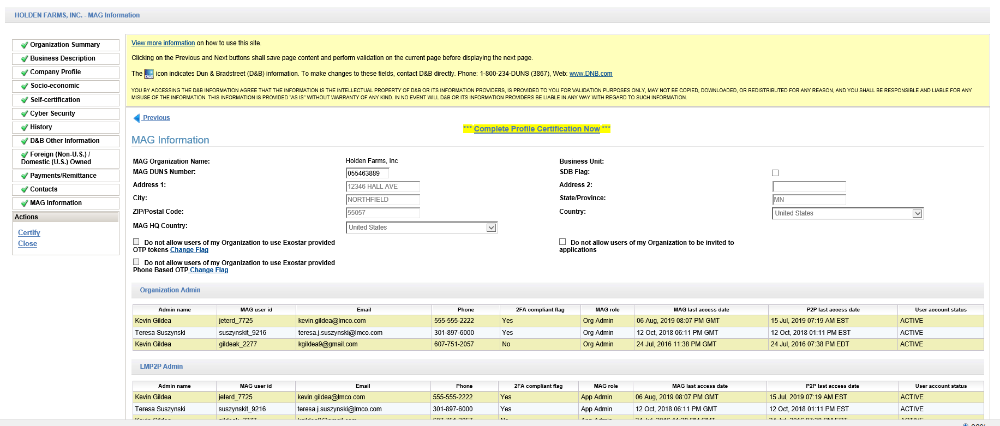 HOLDEN FARMS, INC. - MAG Information
Organization Summary
Business Description
Company Profile
Socio-economic
Self-certification
Cyber Security
History
D&B Other Information
Foreign (Non-U.S.) /
Domestic (U.S.) Owned
Payments/Remittance
Contacts
MAG Information
Actions
Certify
Close
View more information on how to use this site.
Clicking on the Previous and Next buttons shall save page content and perform validation on the current page before displaying the next page.
The D&B icon indicates Dun & Bradstreet (D&B) information. To make changes to these fields, contact D&B directly. Phone: 1-800-234-DUNS (3867), Web: www.DNB.com
YOU BY ACCESSING THE D&B INFORMATION AGREE THAT THE INFORMATION IS THE INTELLECTUAL PROPERTY OF D&B OR ITS INFORMATION PROVIDERS, IS PROVIDED TO YOU FOR VALIDATION PURPOSES ONLY, MAY NOT BE COPIED, DOWNLOADED, OR REDISTRIBUTED FOR ANY REASON, AND YOU SHALL BE RESPONSIBLE AND LIABLE FOR ANY
MISUSE OF THE INFORMATION. THIS INFORMATION IS PROVIDED "AS IS" WITHOUT WARRANTY OF ANY KIND. IN NO EVENT WILL D&B OR ITS INFORMATION PROVIDERS BE LIABLE IN ANY WAY WITH REGARD TO SUCH INFORMATION.
Previous
*** Complete Profile Certification Now ***
MAG Information
MAG Organization Name: Holden Farms, Inc Business Unit:
MAG DUNS Number: 055463889 SDB Flag:
Address 1: 12346 HALL AVE Address 2:
City: NORTHFIELD State/Province: MN
ZIP/Postal Code: 55057 Country: United States
MAG HQ Country: United States
Do not allow users of my Organization to use Exostar provided
OTP tokens Change Flag
Do not allow users of my Organization to be invited to
applications
Do not allow users of my Organization to use Exostar provided
Phone Based OTP Change Flag
Organization Admin
Admin name MAG user id Email Phone 2FA compliant flag MAG role MAG last access date P2P last access date User account status
Kevin Gildea jeterd_7725 kevin.gildea@lmco.com 555-555-2222 Yes Org Admin 06 Aug, 2019 08:07 PM GMT 15 Jul, 2019 07:19 AM EST ACTIVE
Teresa Suszynski suszynskit_9216 teresa.j.suszynski@lmco.com 301-897-6000 Yes Org Admin 12 Oct, 2018 06:11 PM GMT 12 Oct, 2018 01:11 PM EST ACTIVE
Kevin Gildea gildeak_2277 kgildea9@gmail.com 607-751-2057 No Org Admin 24 Jul, 2016 11:38 PM GMT 24 Jul, 2016 07:38 PM EDT ACTIVE
LMP2P Admin
Admin name MAG user id Email Phone 2FA compliant flag MAG role MAG last access date P2P last access date User account status
Kevin Gildea jeterd_7725 kevin.gildea@lmco.com 555-555-2222 Yes App Admin 06 Aug, 2019 08:07 PM GMT 15 Jul, 2019 07:19 AM EST ACTIVE
Teresa Suszynski suszynskit_9216 teresa.j.suszynski@lmco.com 301-897-6000 Yes App Admin 12 Oct, 2018 06:11 PM GMT 12 Oct, 2018 01:11 PM EST ACTIVE